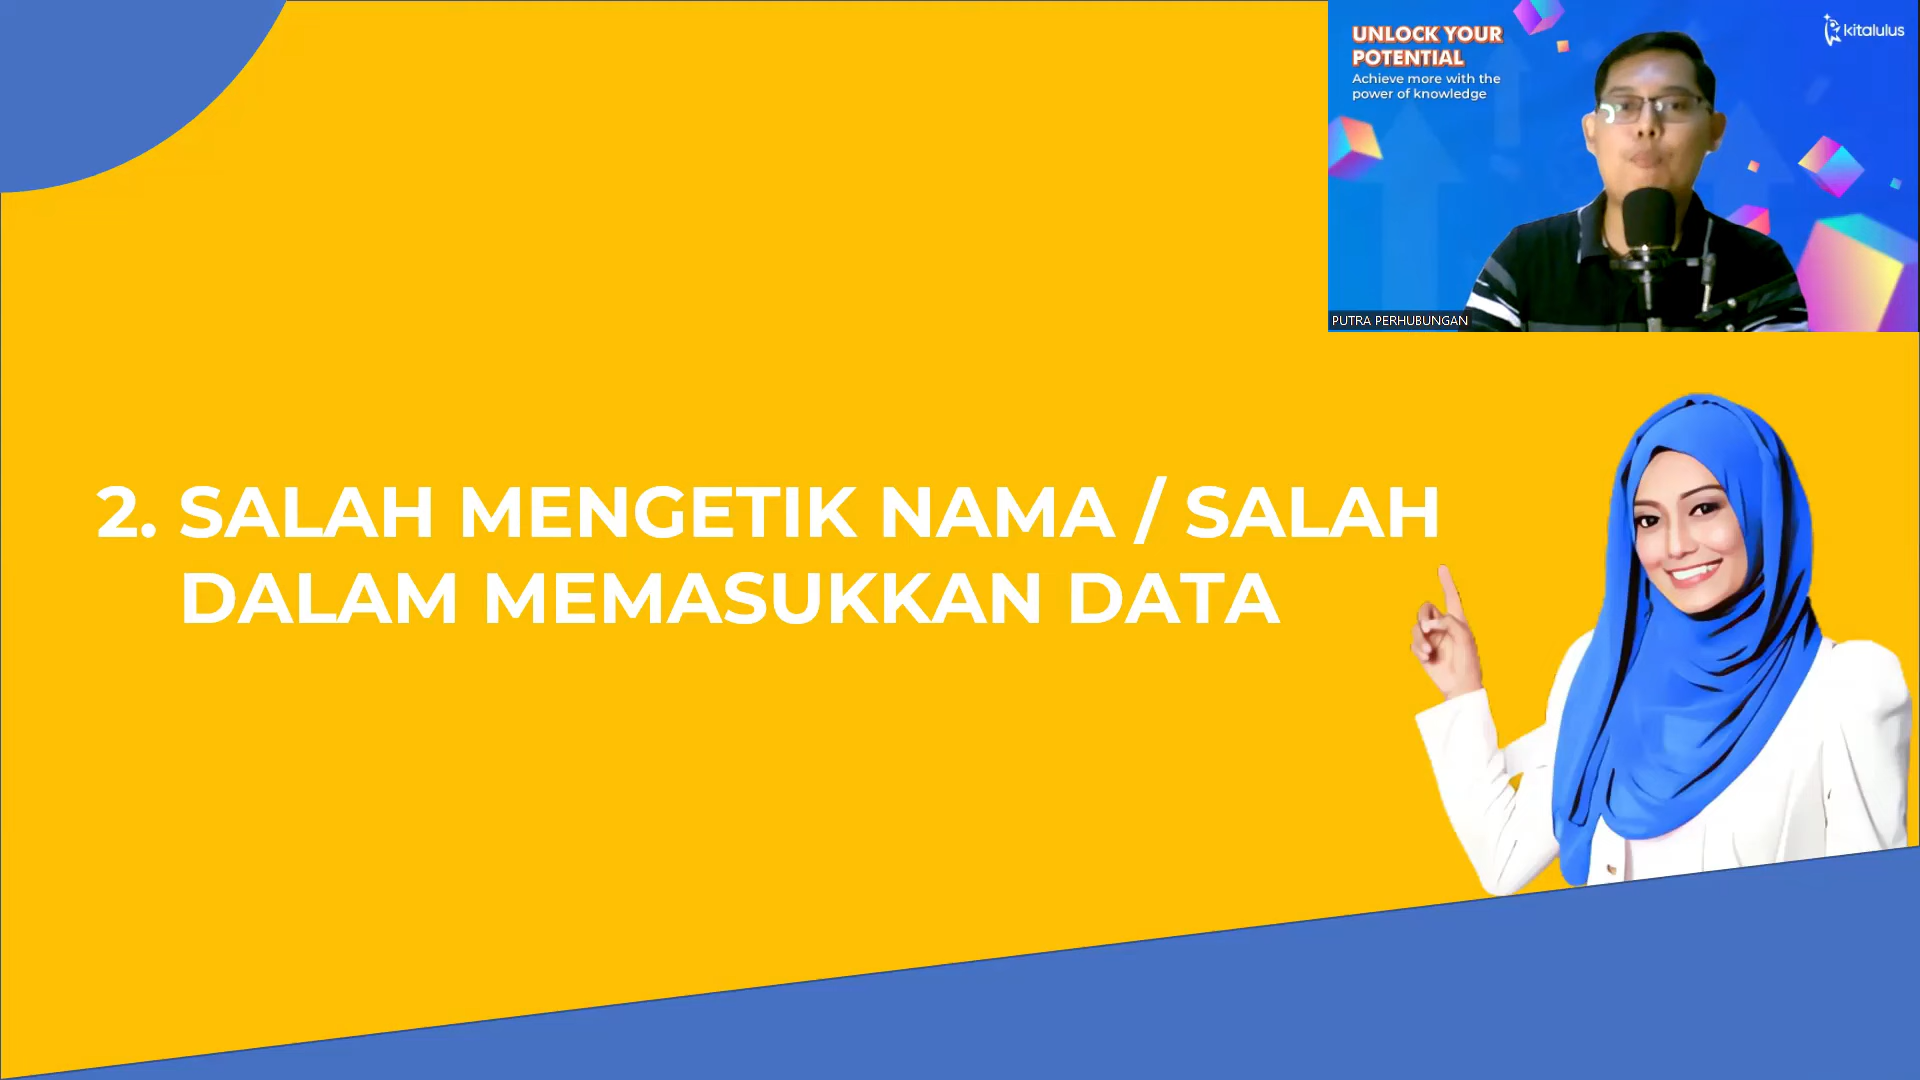 UNLOCK YOUR
POTENTIAL
Achieve more with the
power of knowledge
kitalulus
PUTRA PERHUBUNGAN
2. SALAH MENGETIK NAMA / SALAH
DALAM MEMASUKKAN DATA